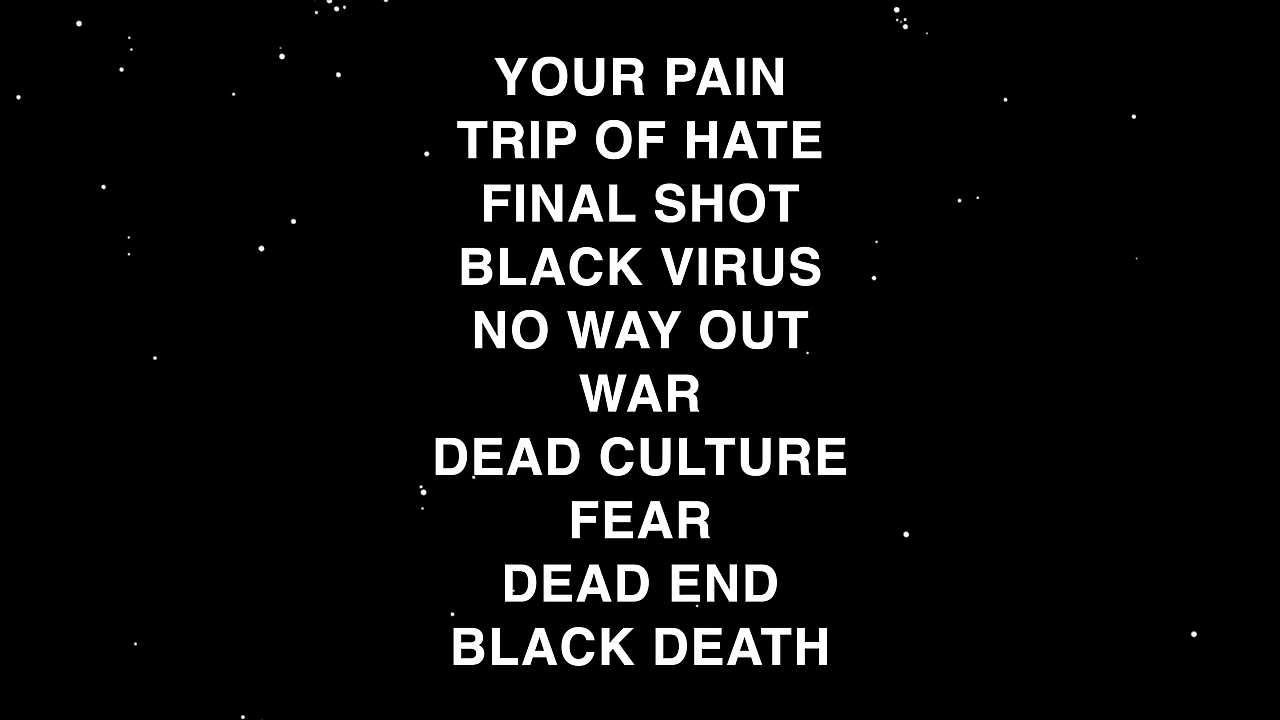 YOUR PAIN
TRIP OF HATE
FINAL SHOT
BLACK VIRUS
NO WAY OUT
WAR
DEAD CULTURE
FEAR
DEAD END
BLACK DEATH